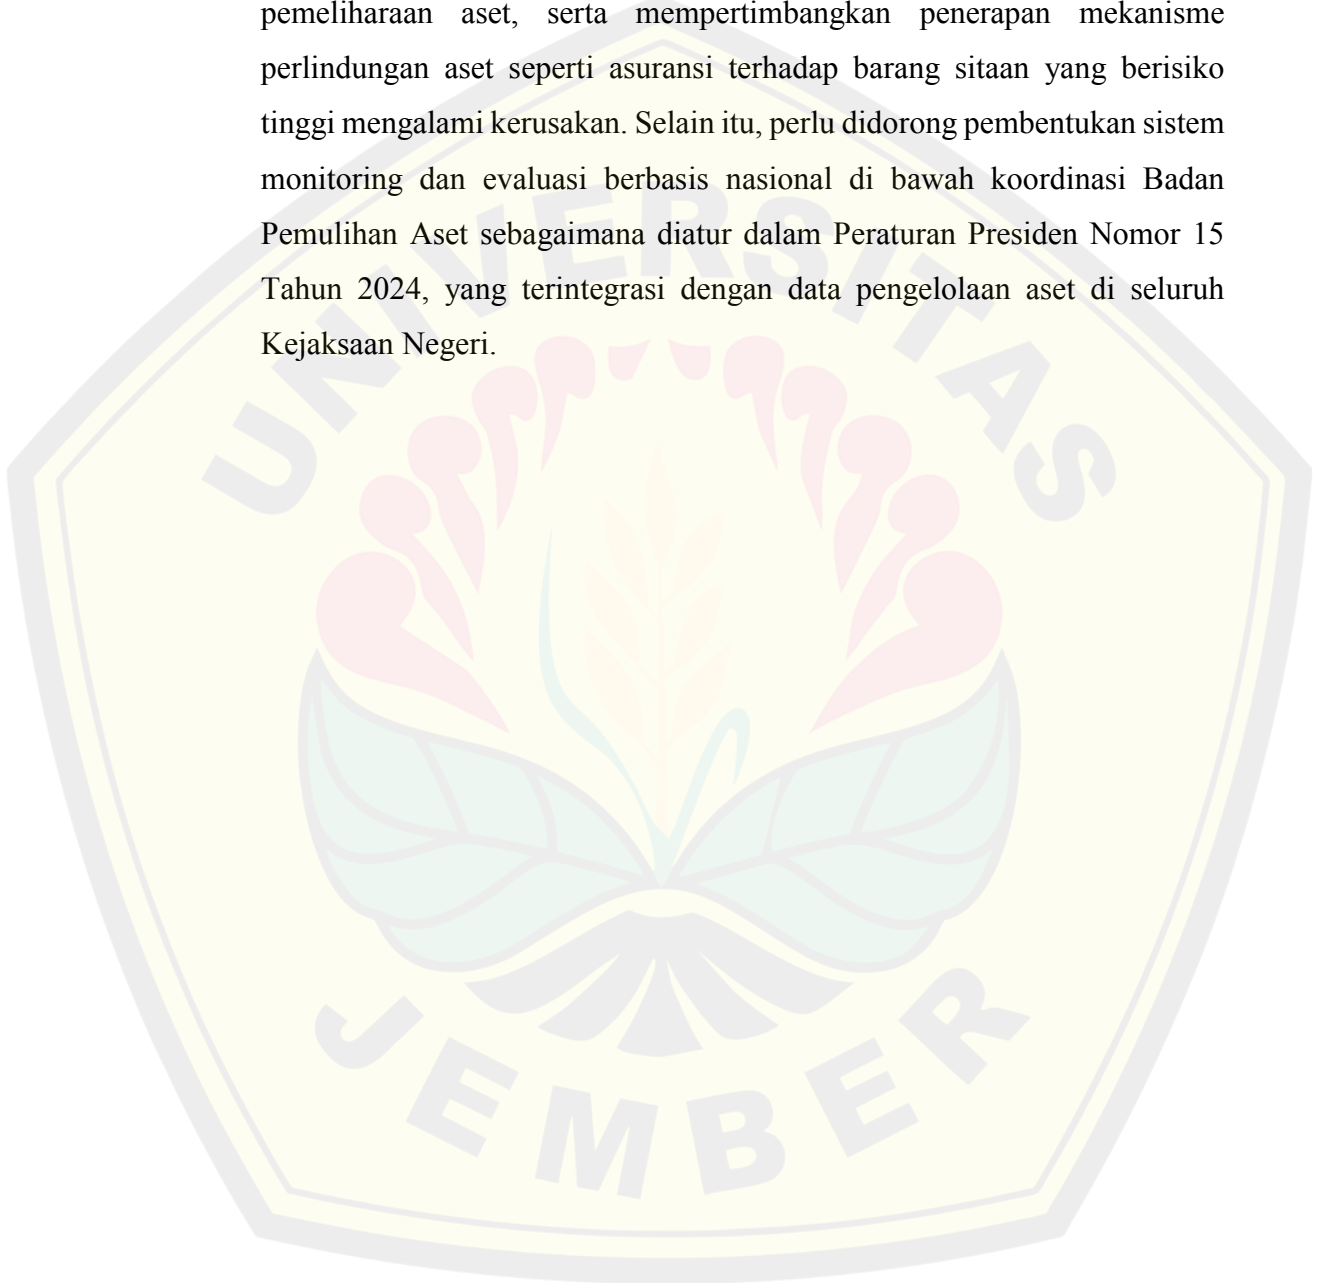 pemeliharaan aset, serta mempertimbangkan penerapan mekanisme
perlindungan aset seperti asuransi terhadap barang sitaan yang berisiko
tinggi mengalami kerusakan. Selain itu, perlu didorong pembentukan sistem
monitoring dan evaluasi berbasis nasional di bawah koordinasi Badan
Pemulihan Aset sebagaimana diatur dalam Peraturan Presiden Nomor 15
Tahun 2024, yang terintegrasi dengan data pengelolaan aset di seluruh
Kejaksaan Negeri.
UNIVERSITAS
JEMBER